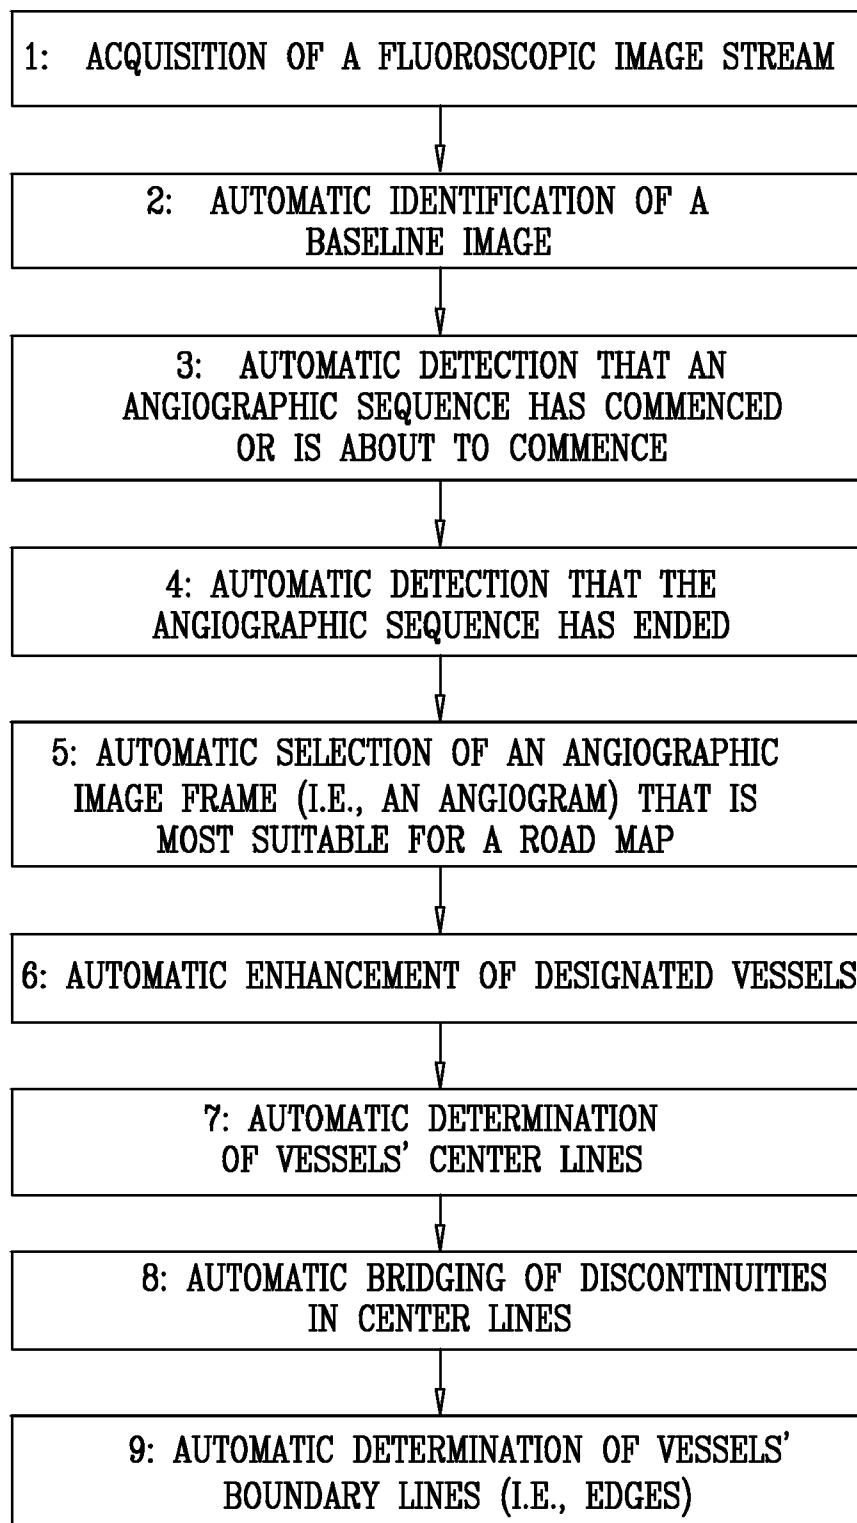 1: ACQUISITION OF A FLUOROSCOPIC IMAGE STREAM
2: AUTOMATIC IDENTIFICATION OF A
BASELINE IMAGE
3: AUTOMATIC DETECTION THAT AN
ANGIOGRAPHIC SEQUENCE HAS COMMENCED
OR IS ABOUT TO COMMENCE
4: AUTOMATIC DETECTION THAT THE
ANGIOGRAPHIC SEQUENCE HAS ENDED
5: AUTOMATIC SELECTION OF AN ANGIOGRAPHIC
IMAGE FRAME (I.E., AN ANGIOGRAM) THAT IS
MOST SUITABLE FOR A ROAD MAP
6: AUTOMATIC ENHANCEMENT OF DESIGNATED VESSELS
7: AUTOMATIC DETERMINATION
OF VESSELS' CENTER LINES
8: AUTOMATIC BRIDGING OF DISCONTINUITIES
IN CENTER LINES
9: AUTOMATIC DETERMINATION OF VESSELS'
BOUNDARY LINES (I.E., EDGES)